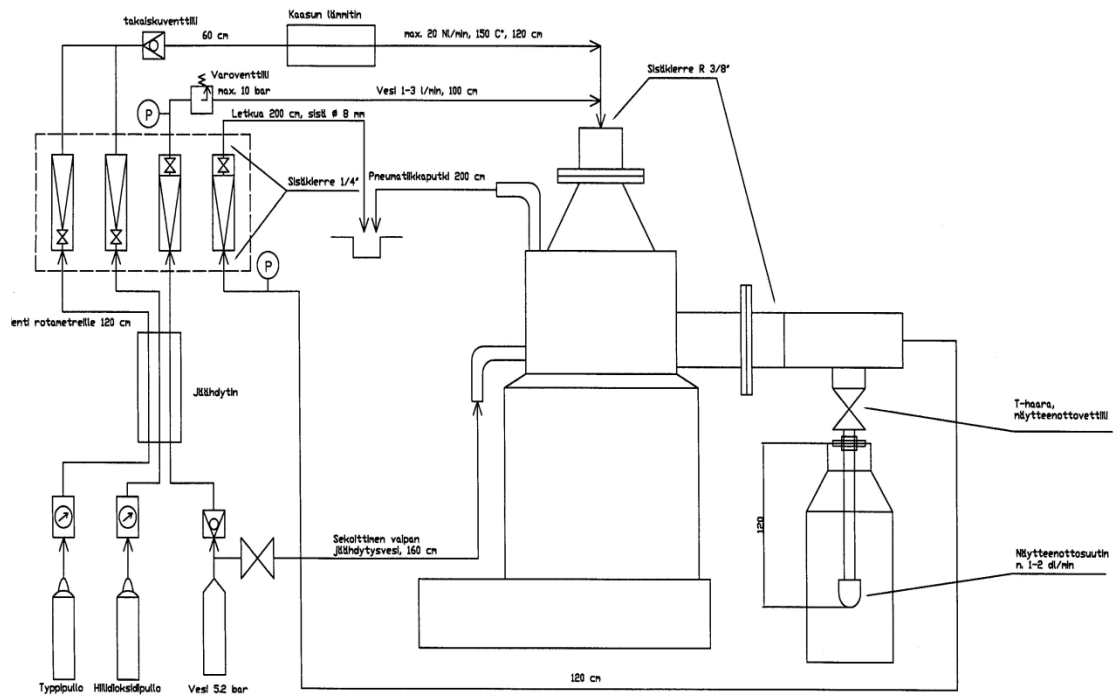 takaiskuventtiili
60 cm
Kaasun lämmitin
max. 20 Nl/min, 150 C°, 120 cm
Varoventtiili
max. 10 bar
Vesi 1-3 l/min, 100 cm
Sisäkierre R 3/8"
P
Letkua 200 cm, sisä ø 8 mm
Pneumatiikkaputki 200 cm
Sisäkierre 1/4"
P
ienti rotametreille 120 cm
Jäähdytin
T-haara,
näytteenottovettiili
120
Sekoittimen vaipan
jäähdytysvesi, 160 cm
Näytteenottosuutin
n. 1-2 dl/min
120 cm
Typpipullo
Hiilidioksidipullo
Vesi 5.2 bar